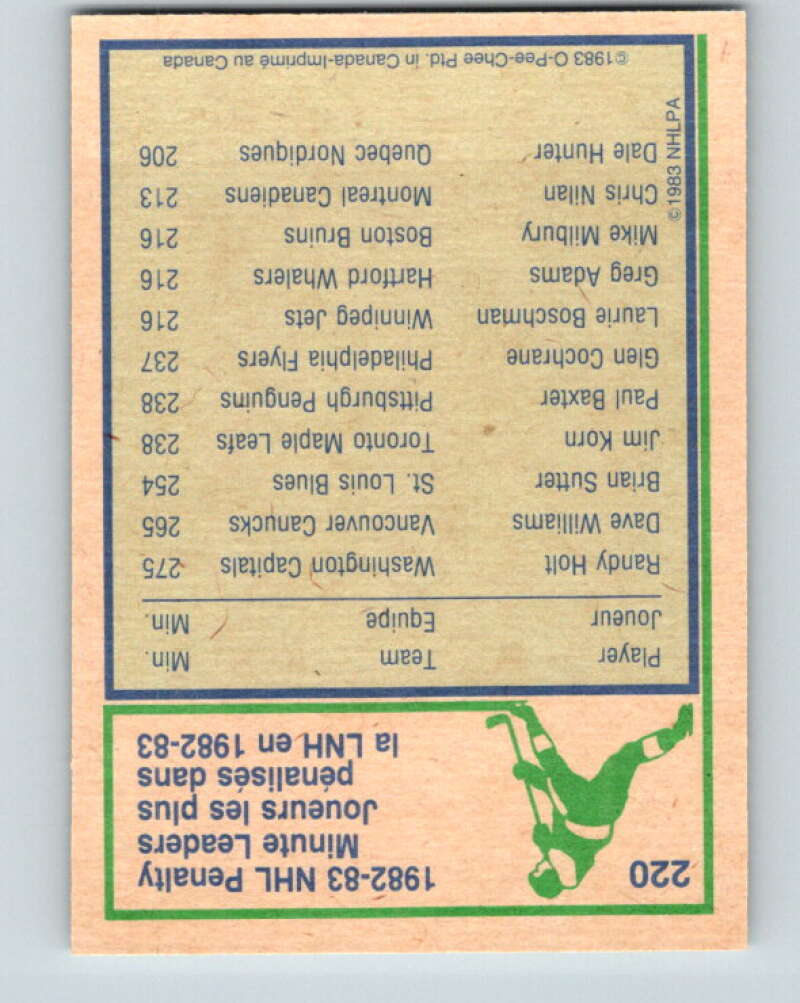 220
1982-83 NHL Penalty
Minute Leaders
Joueurs les plus
pénalisés dans
la LNH en 1982-83
Player Team Min.
Joueur Equipe Min.
Randy Holt Washington Capitals 275
Dave Williams Vancouver Canucks 265
Brian Sutter St. Louis Blues 254
Jim Korn Toronto Maple Leafs 238
Paul Baxter Pittsburgh Penguins 238
Glen Cochrane Philadelphia Flyers 237
Laurie Boschman Winnipeg Jets 216
Greg Adams Hartford Whalers 216
Mike Milbury Boston Bruins 216
Chris Nilan Montreal Canadiens 213
Dale Hunter Quebec Nordiques 206
©1983 NHLPA
©1983 O-Pee-Chee Ptd. in Canada-Imprimé au Canada